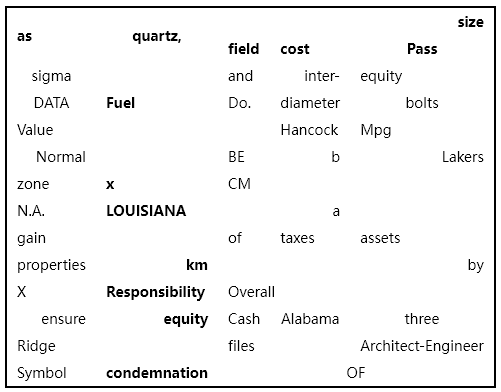 size
as quartz,
field cost Pass
sigma and inter- equity
DATA Fuel Do. diameter bolts
Value Hancock Mpg
Normal BE b Lakers
zone x CM
N.A. LOUISIANA a
gain of taxes assets
properties km by
X Responsibility Overall
ensure equity Cash Alabama three
Ridge files Architect-Engineer
Symbol condemnation OF